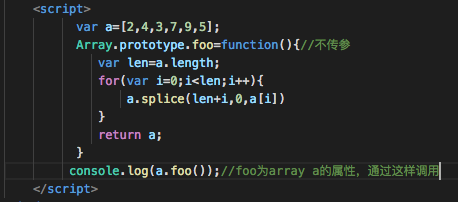 <script>
var a=[2,4,3,7,9,5];
Array.prototype.foo=function(){//不传参
var len=a.length;
for(var i=0;i<len;i++){
a.splice(len+i,0,a[i])
}
return a;
}
console.log(a.foo());//foo为array a的属性，通过这样调用
</script>